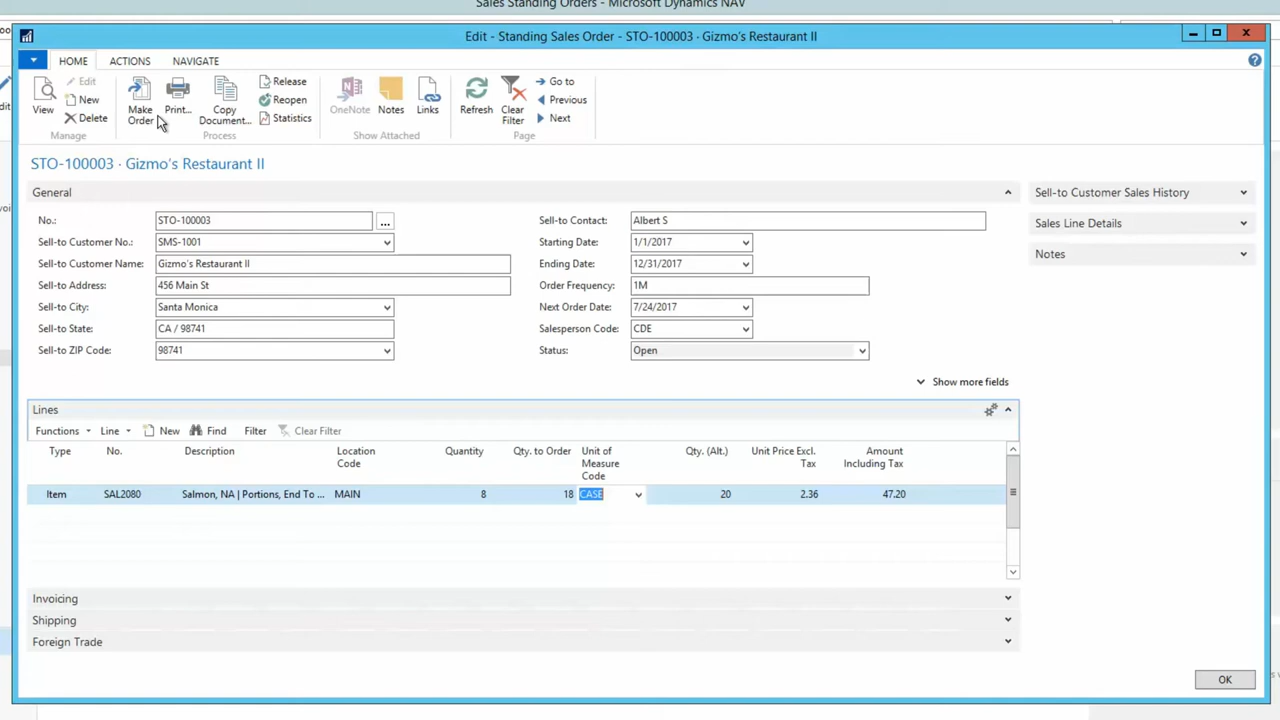 Sales Standing Orders - Microsoft Dynamics NAV
Edit - Standing Sales Order - STO-100003 · Gizmo's Restaurant II
HOME ACTIONS NAVIGATE
View
Edit
New
Delete
Manage
Make Order
Print...
Copy Document...
Release
Reopen
Statistics
Process
OneNote
Notes
Links
Show Attached
Refresh
Clear Filter
Go to
Previous
Next
Page
STO-100003 · Gizmo's Restaurant II
General
No.: STO-100003 ...
Sell-to Customer No.: SMS-1001
Sell-to Customer Name: Gizmo's Restaurant II
Sell-to Address: 456 Main St
Sell-to City: Santa Monica
Sell-to State: CA / 98741
Sell-to ZIP Code: 98741
Sell-to Contact: Albert S
Starting Date: 1/1/2017
Ending Date: 12/31/2017
Order Frequency: 1M
Next Order Date: 7/24/2017
Salesperson Code: CDE
Status: Open
Show more fields
Sell-to Customer Sales History
Sales Line Details
Notes
Lines
Functions Line New Find Filter Clear Filter
Type No. Description Location Code Quantity Qty. to Order Unit of Measure Code Qty. (Alt.) Unit Price Excl. Tax Amount Including Tax
Item SAL2080 Salmon, NA | Portions, End To ... MAIN 8 18 CASE 20 2.36 47.20
Invoicing
Shipping
Foreign Trade
OK